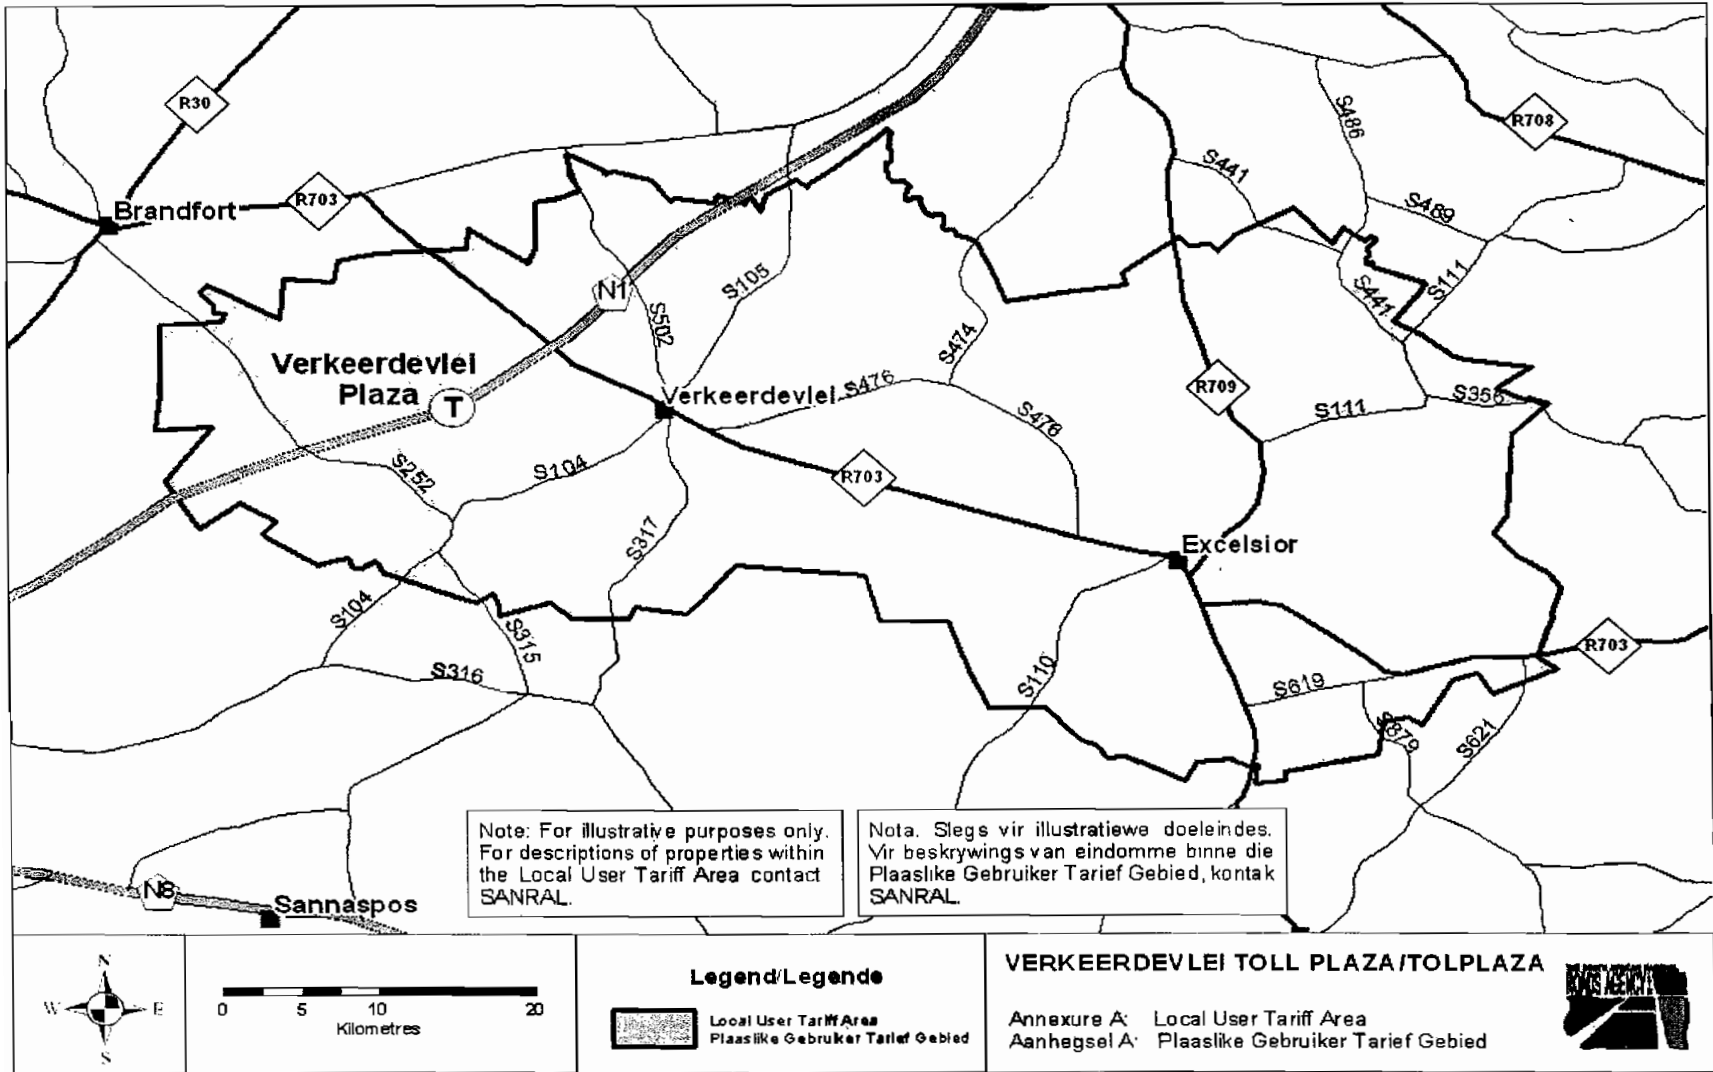 R30
R708
S486
S441
R703
Brandfort
S489
S105
N1
S111
S441
S502
S474
Verkeerdevlei
Plaza
T
Verkeerdevlei
S476
R709
S111
S476
S252
S104
R703
S317
Excelsior
S104
S315
R703
S316
S110
S619
S879
S621
Note: For illustrative purposes only.
For descriptions of properties within
the Local User Tariff Area contact
SANRAL.
Nota. Slegs vir illustratiewe doeleindes.
Vir beskrywings van eindomme binne die
Plaaslike Gebruiker Tarief Gebied, kontak
SANRAL.
N8
Sannaspos
N
W E
S
0 5 10 20
Kilometres
Legend/Legende
Local User Tariff Area
Plaaslike Gebruiker Tarief Gebied
VERKEERDEVLEI TOLL PLAZA/TOLPLAZA
Annexure A: Local User Tariff Area
Aanhegsel A: Plaaslike Gebruiker Tarief Gebied
ROADS AGENCY